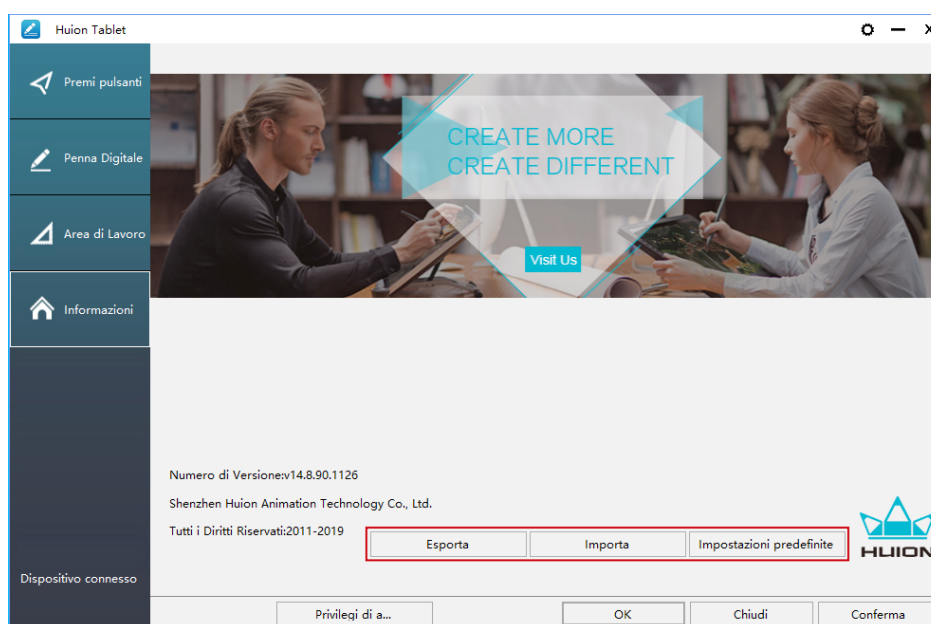 Huion Tablet
Premi pulsanti
Penna Digitale
Area di Lavoro
Informazioni
Dispositivo connesso
CREATE MORE
CREATE DIFFERENT
Visit Us
Numero di Versione:v14.8.90.1126
Shenzhen Huion Animation Technology Co., Ltd.
Tutti i Diritti Riservati:2011-2019
Esporta Importa Impostazioni predefinite
HUION
Privilegi di a... OK Chiudi Conferma